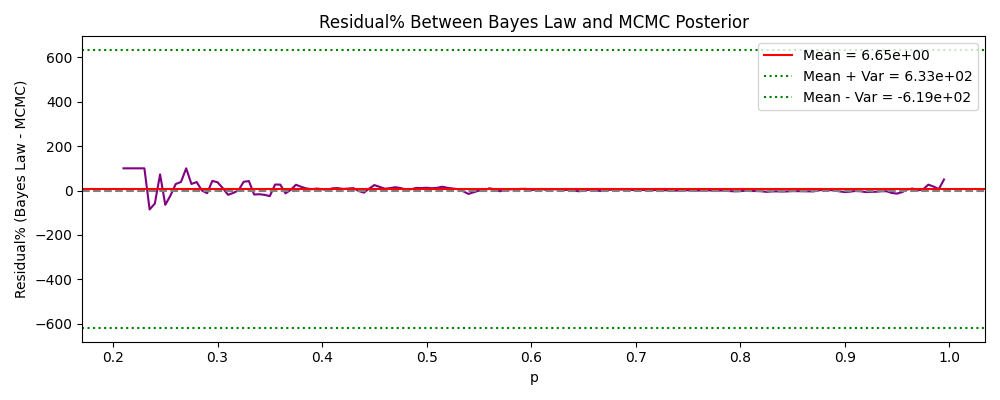 Residual% Between Bayes Law and MCMC Posterior
Residual% (Bayes Law - MCMC)
600
400
200
0
−200
−400
−600
Mean = 6.65e+00
Mean + Var = 6.33e+02
Mean - Var = -6.19e+02
0.2 0.3 0.4 0.5 0.6 0.7 0.8 0.9 1.0
p